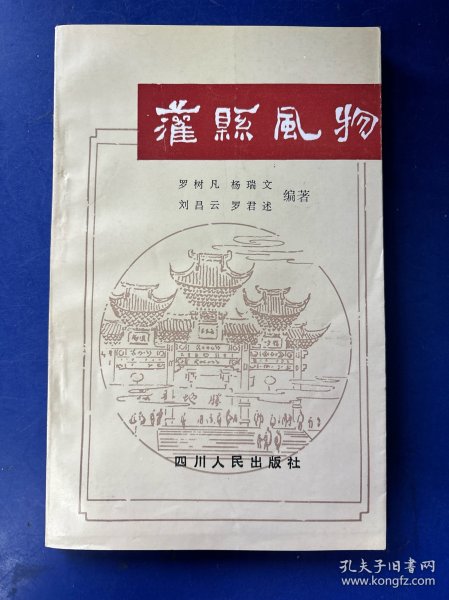 灌縣風物
罗树凡 杨瑞文
刘昌云 罗君述
编著
四川人民出版社
孔夫子旧书网
www.kongfz.com